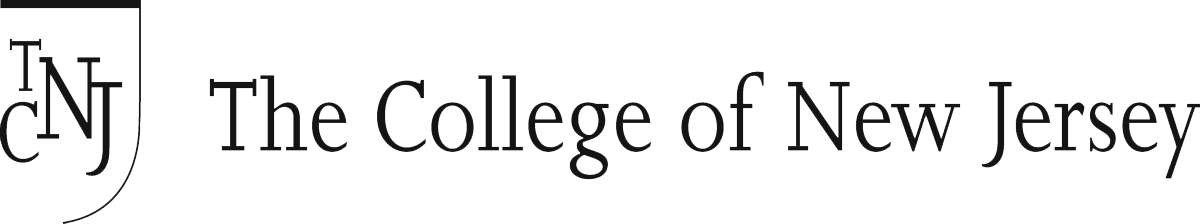 TCNJ
The College of New Jersey